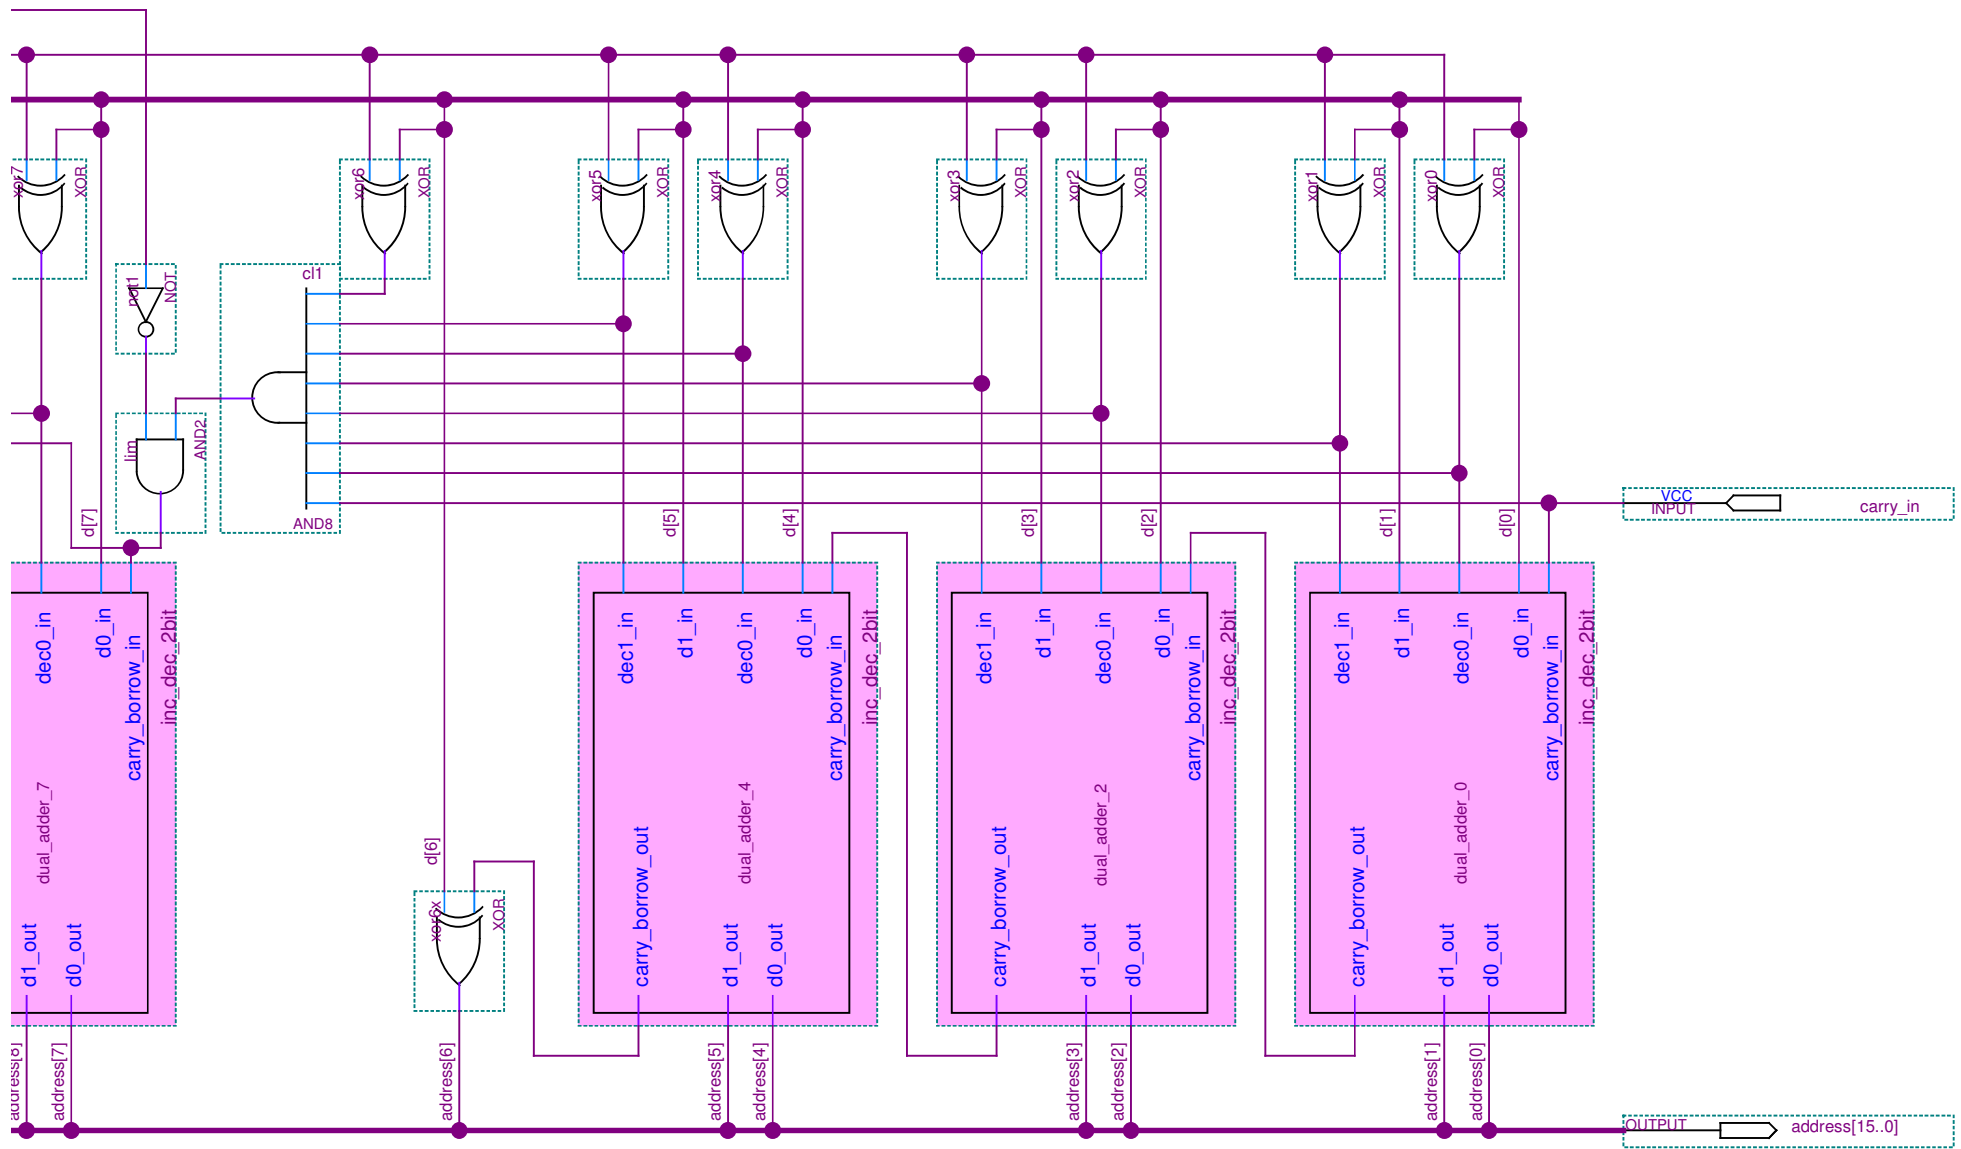 xor7
XOR
xor6
XOR
xor5
XOR
xor4
XOR
xor3
XOR
xor2
XOR
xor1
XOR
xor0
XOR
not1
NOT
cl1
AND8
lim
AND2
VCC
INPUT
carry_in
d[7]
d[5]
d[4]
d[3]
d[2]
d[1]
d[0]
dec0_in
d0_in
carry_borrow_in
inc_dec_2bit
dual_adder_7
d1_out
d0_out
d[6]
xor6x
XOR
dec1_in
d1_in
dec0_in
d0_in
carry_borrow_in
inc_dec_2bit
dual_adder_4
carry_borrow_out
d1_out
d0_out
dec1_in
d1_in
dec0_in
d0_in
carry_borrow_in
inc_dec_2bit
dual_adder_2
carry_borrow_out
d1_out
d0_out
dec1_in
d1_in
dec0_in
d0_in
carry_borrow_in
inc_dec_2bit
dual_adder_0
carry_borrow_out
d1_out
d0_out
address[8]
address[7]
address[6]
address[5]
address[4]
address[3]
address[2]
address[1]
address[0]
OUTPUT
address[15..0]